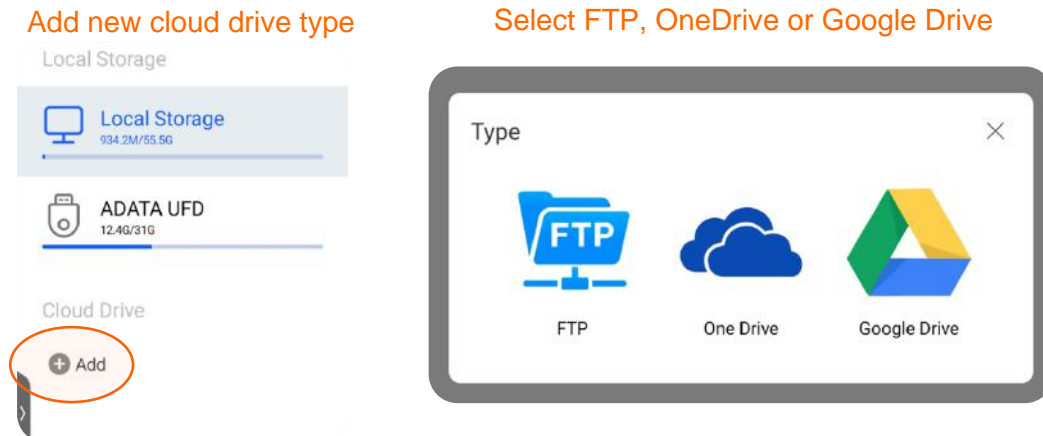 Add new cloud drive type
Local Storage
Local Storage
934.2M/55.5G
ADATA UFD
12.4G/31G
Cloud Drive
Add
Select FTP, OneDrive or Google Drive
Type
FTP
FTP
One Drive
Google Drive